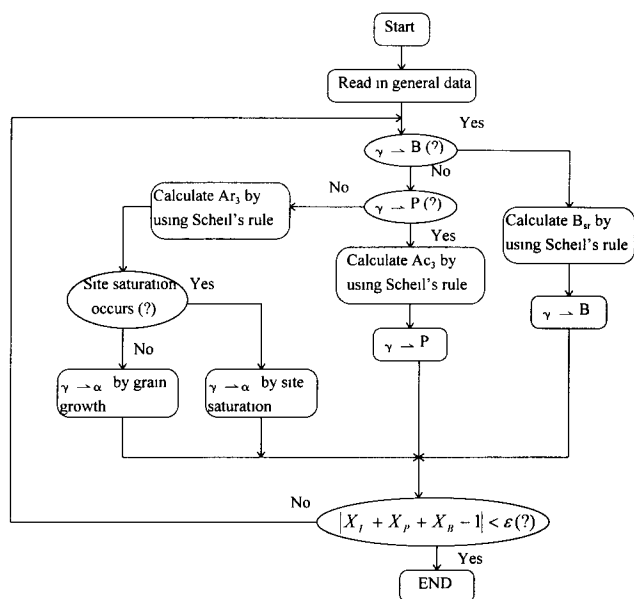 Start
Read in general data
Yes
γ → B (?)
No
No
γ → P (?)
Calculate Ar₃ by
using Scheil's rule
Yes
Calculate B_sr by
using Scheil's rule
Calculate Ac₃ by
using Scheil's rule
Site saturation
occurs (?)
Yes
γ → B
γ → P
No
γ → α by grain
growth
γ → α by site
saturation
No
|X_I + X_P + X_B − 1| < ε(?)
Yes
END